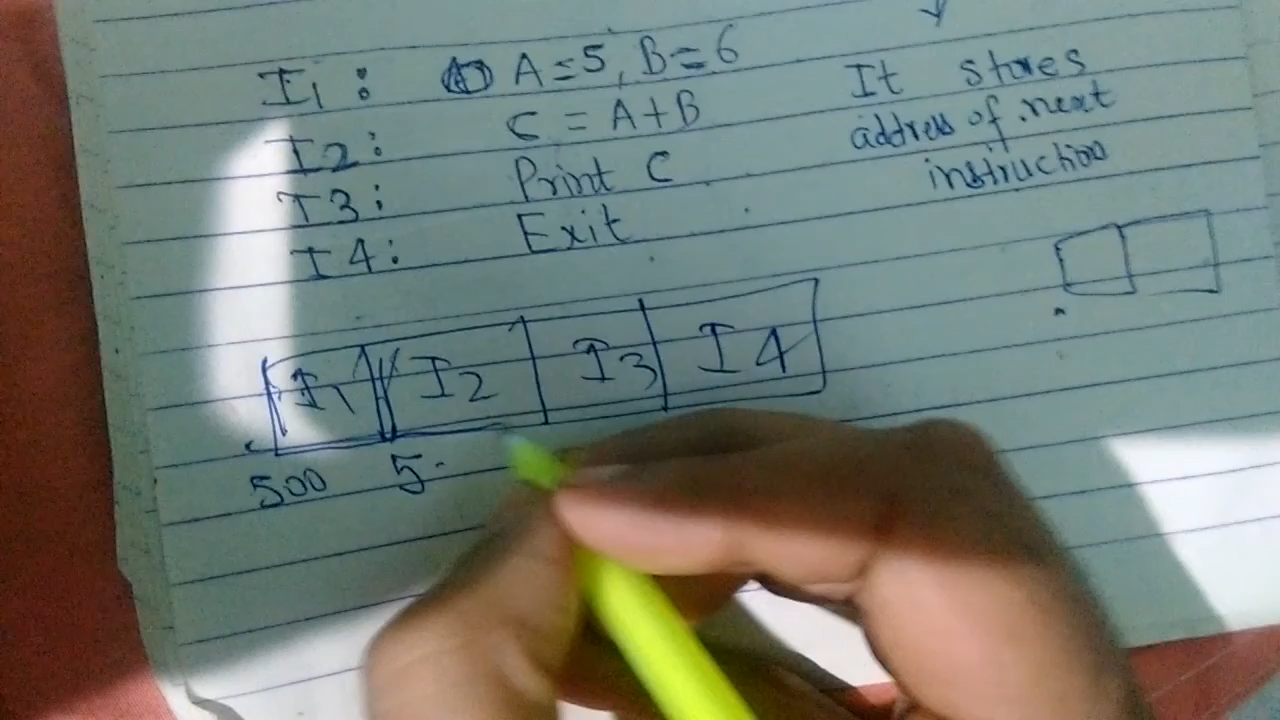 I1: A=5, B=6
I2: C = A+B
I3: Print C
I4: Exit
It stores
address of next
instruction
I1 I2 I3 I4
500 5